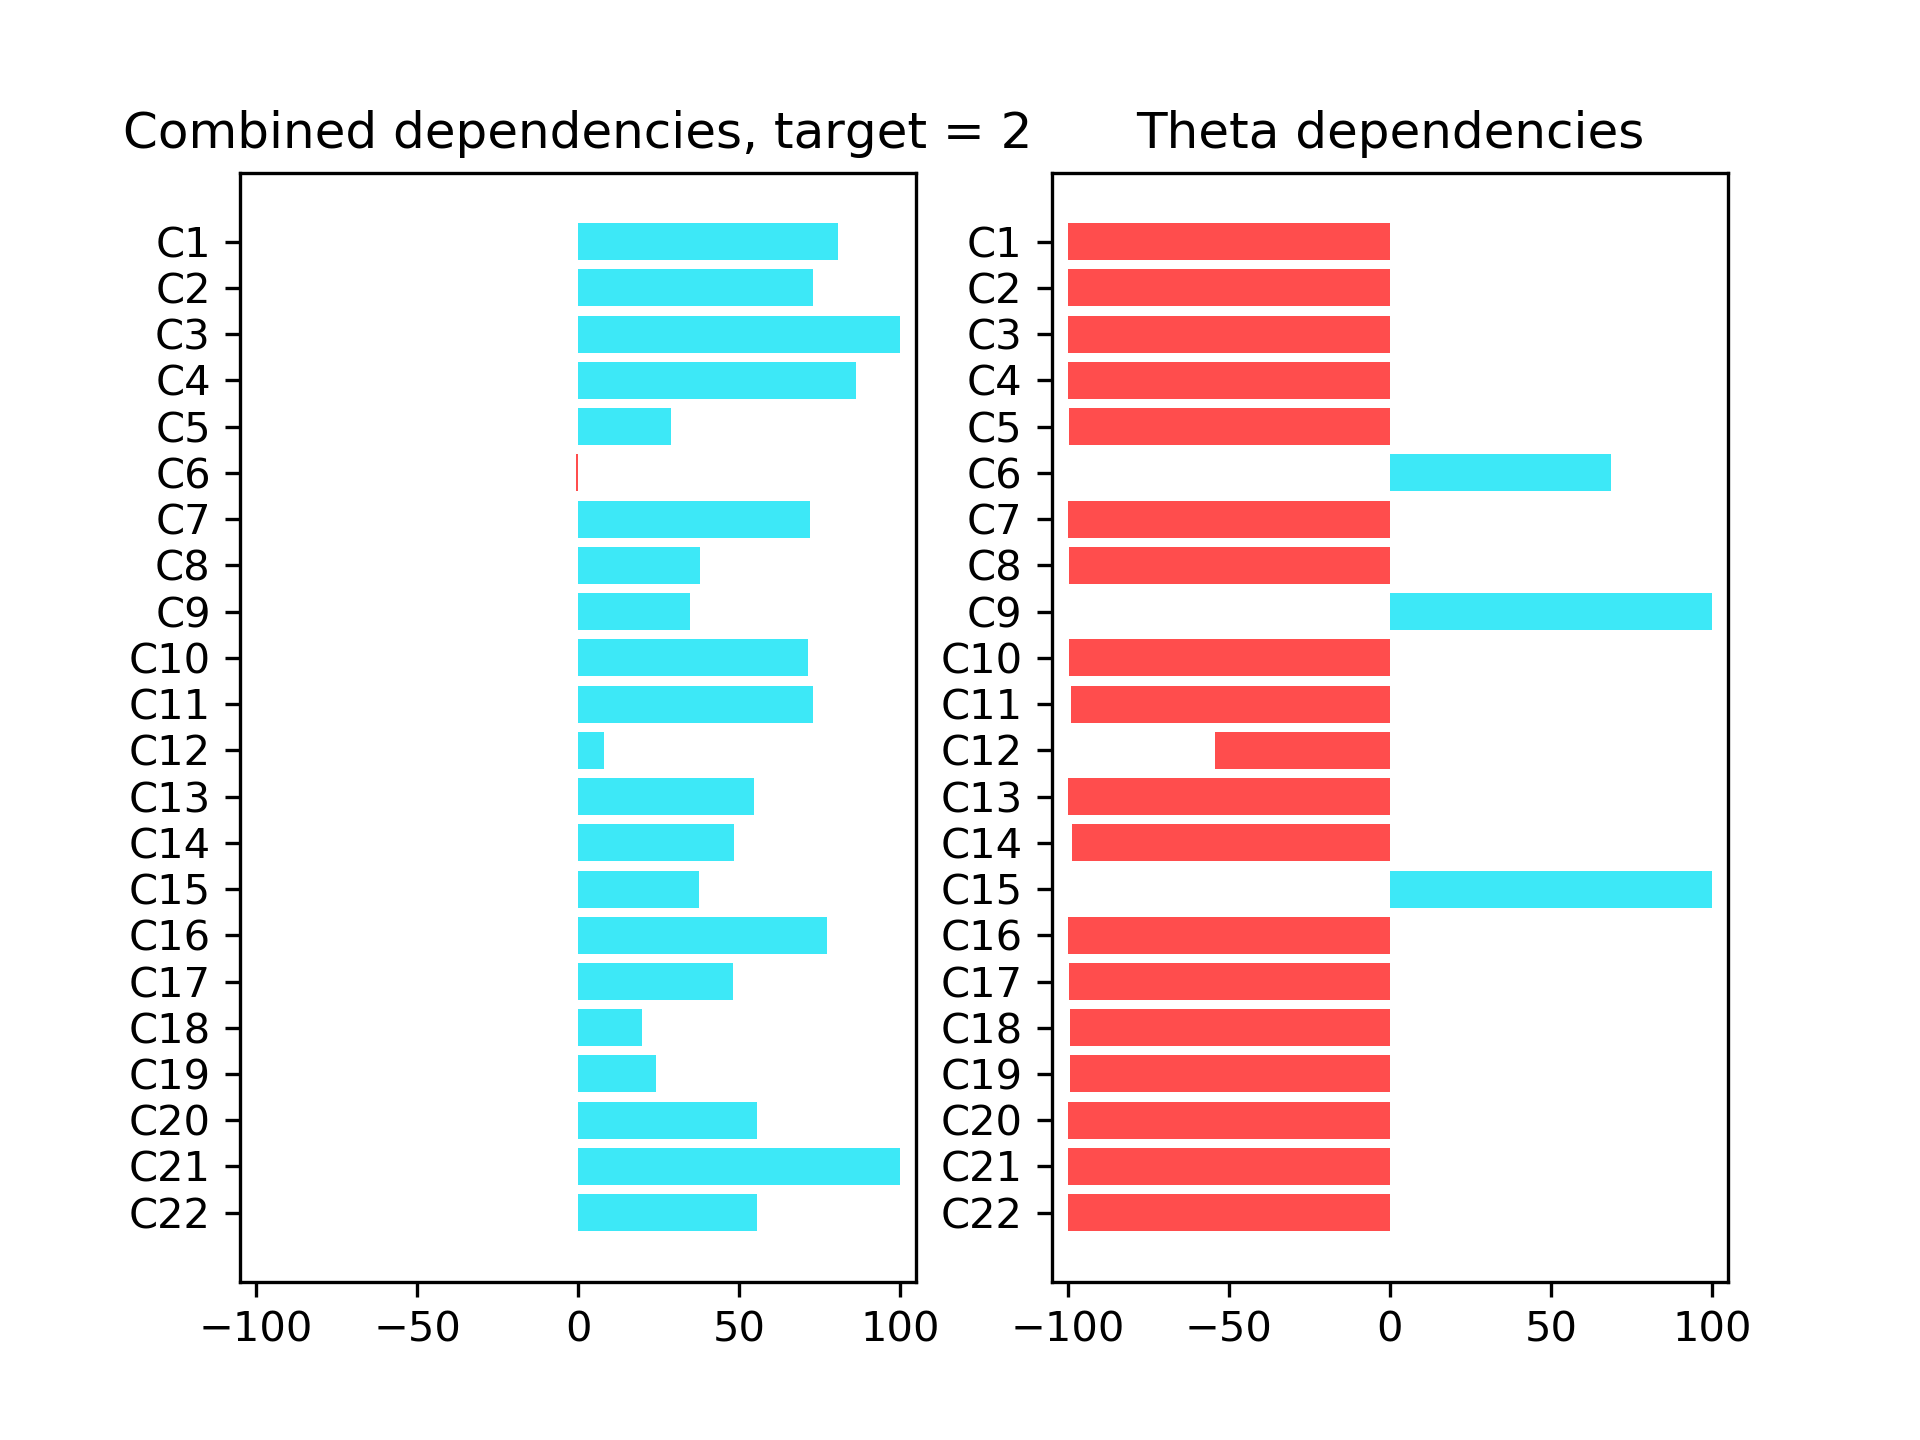 Combined dependencies, target = 2
Theta dependencies
C1 C1
C2 C2
C3 C3
C4 C4
C5 C5
C6 C6
C7 C7
C8 C8
C9 C9
C10 C10
C11 C11
C12 C12
C13 C13
C14 C14
C15 C15
C16 C16
C17 C17
C18 C18
C19 C19
C20 C20
C21 C21
C22 C22
−100 −50 0 50 100
−100 −50 0 50 100